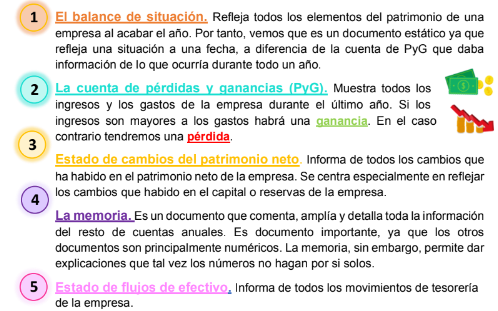 1 El balance de situación. Refleja todos los elementos del patrimonio de una
empresa al acabar el año. Por tanto, vemos que es un documento estático ya que
refleja una situación a una fecha, a diferencia de la cuenta de PyG que daba
información de lo que ocurría durante todo un año.
2 La cuenta de pérdidas y ganancias (PyG). Muestra todos los
ingresos y los gastos de la empresa durante el último año. Si los
ingresos son mayores a los gastos habrá una ganancia. En el caso
contrario tendremos una pérdida.
3 Estado de cambios del patrimonio neto. Informa de todos los cambios que
ha habido en el patrimonio neto de la empresa. Se centra especialmente en reflejar
los cambios que habido en el capital o reservas de la empresa.
4 La memoria. Es un documento que comenta, amplía y detalla toda la información
del resto de cuentas anuales. Es documento importante, ya que los otros
documentos son principalmente numéricos. La memoria, sin embargo, permite dar
explicaciones que tal vez los números no hagan por si solos.
5 Estado de flujos de efectivo. Informa de todos los movimientos de tesorería
de la empresa.